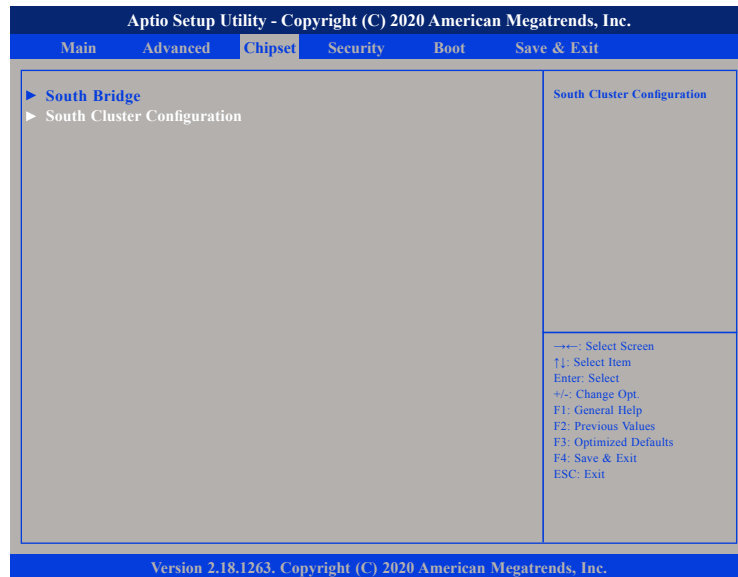 Aptio Setup Utility - Copyright (C) 2020 American Megatrends, Inc.
Main Advanced Chipset Security Boot Save & Exit
► South Bridge
► South Cluster Configuration
South Cluster Configuration
→←: Select Screen
↑↓: Select Item
Enter: Select
+/-: Change Opt.
F1: General Help
F2: Previous Values
F3: Optimized Defaults
F4: Save & Exit
ESC: Exit
Version 2.18.1263. Copyright (C) 2020 American Megatrends, Inc.